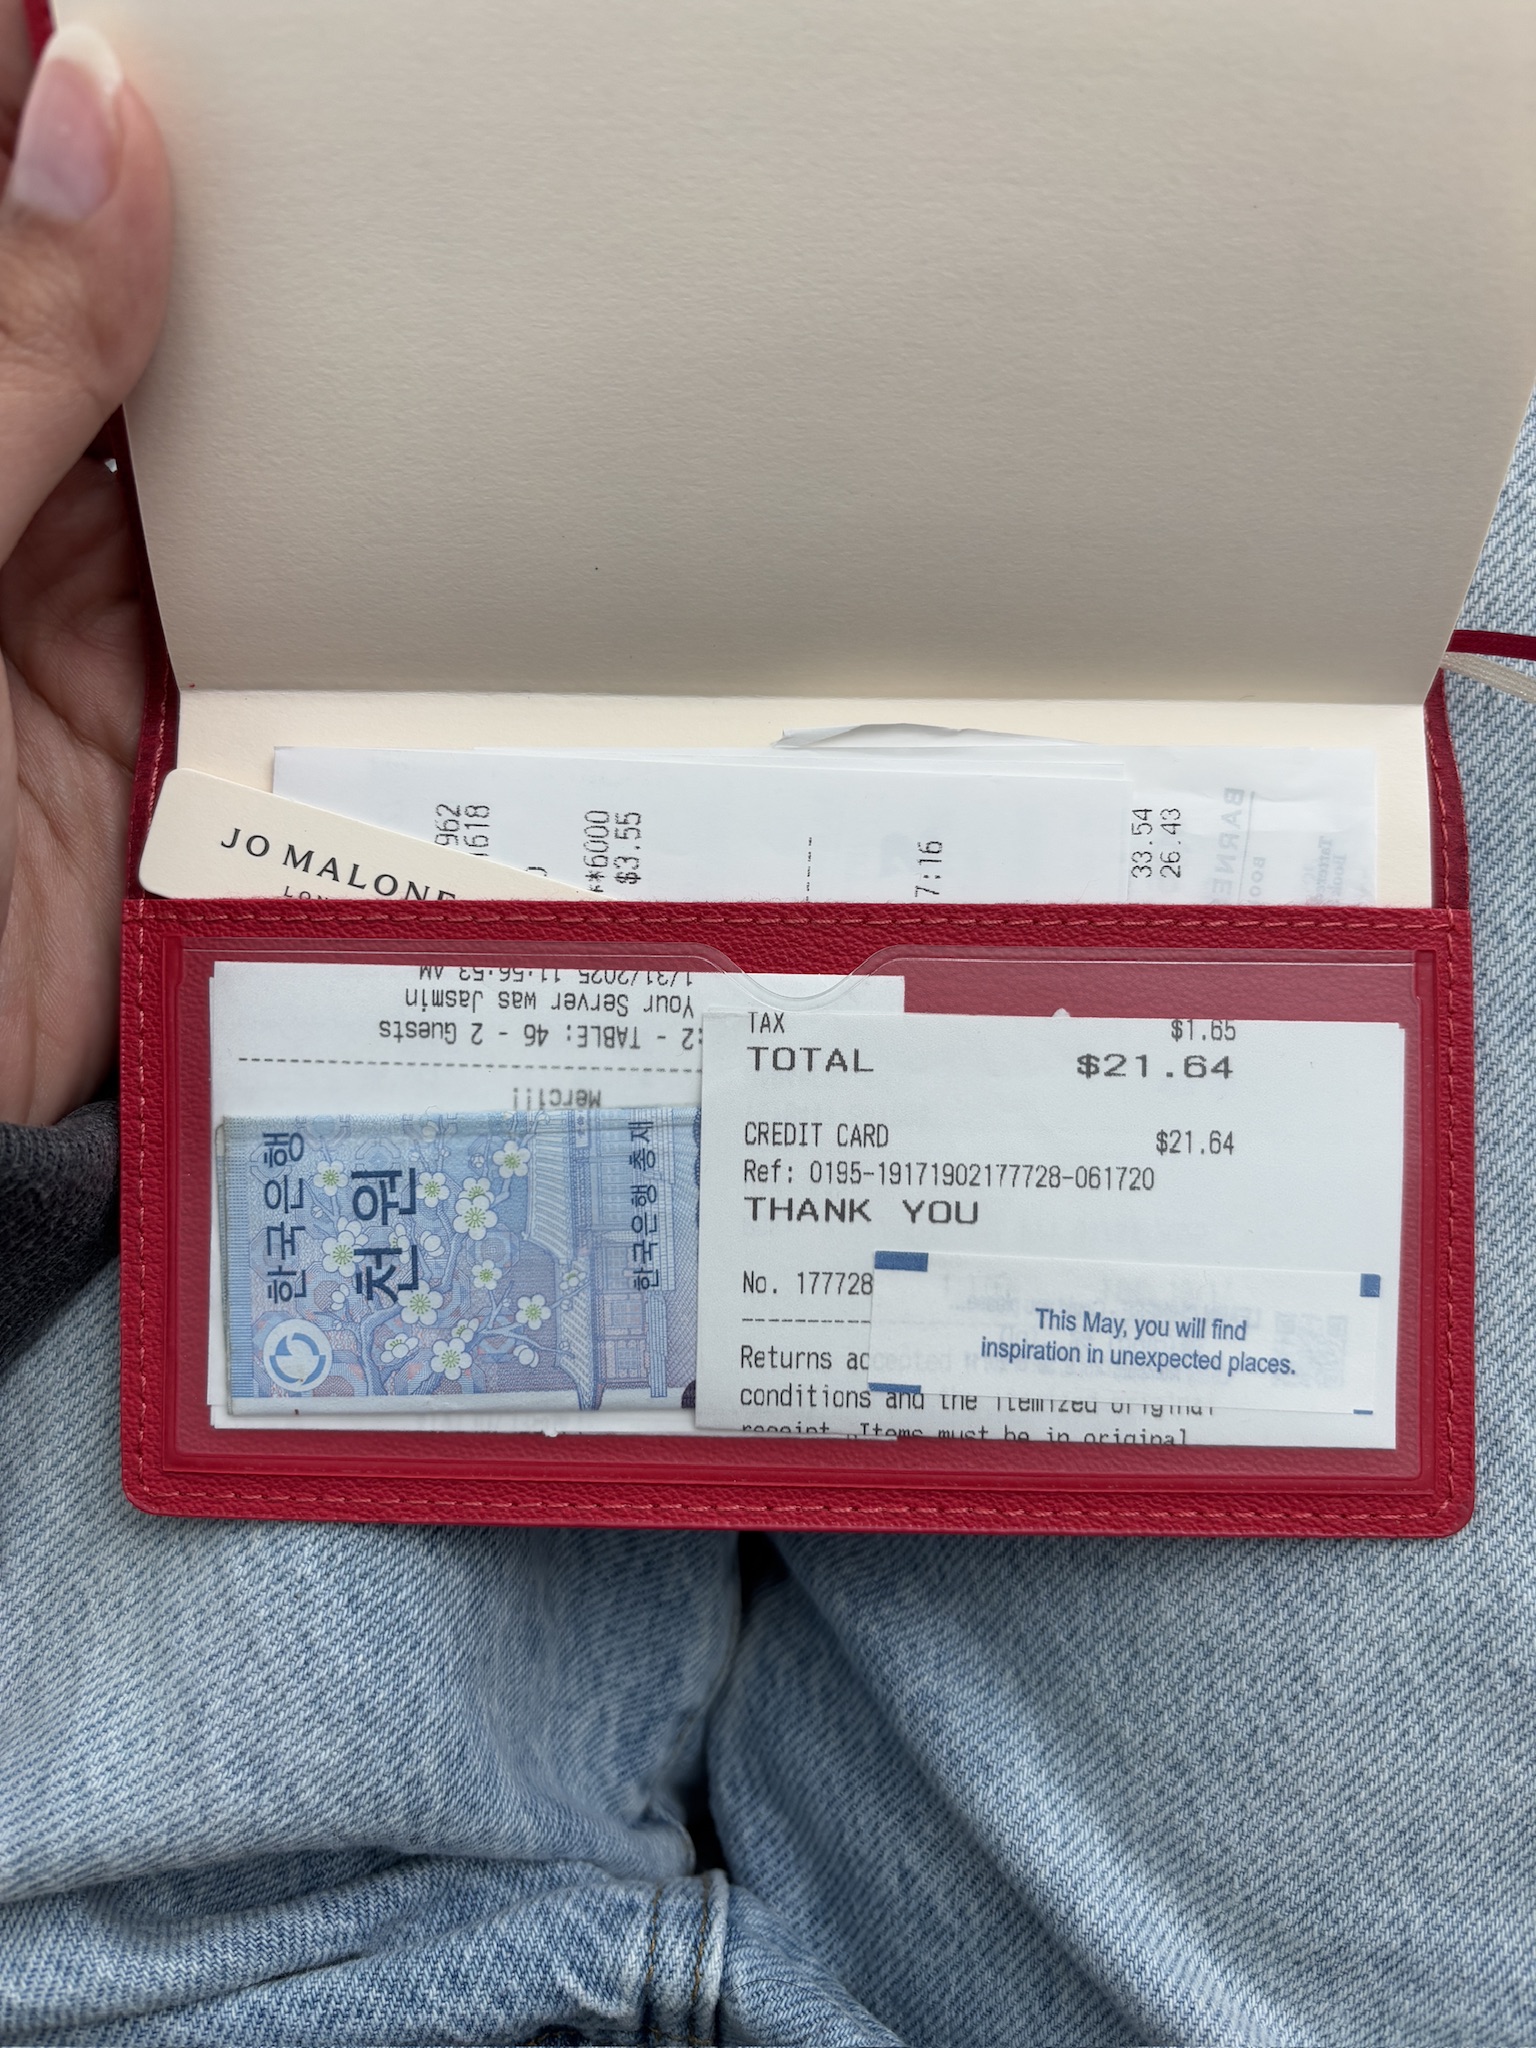 JO MALONE
962
1618
**6000
$3.55
7:16
33.54
26.43
1/31/2025 11:56:53 AM
Your Server was Jasmin
:2 - TABLE: 46 - 2 Guests
Merci!!
한국은행
천원
한국은행 총재
TAX $1.65
TOTAL $21.64
CREDIT CARD $21.64
Ref: 0195-19171902177728-061720
THANK YOU
No. 177728
Returns accepted
conditions and the itemized original
receipt. Items must be in original
This May, you will find
inspiration in unexpected places.